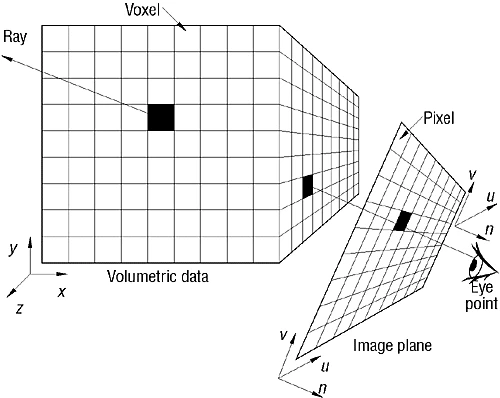 Voxel
Ray
Pixel
v
u
n
y
x
z
Volumetric data
Eye
point
v
u
n
Image plane